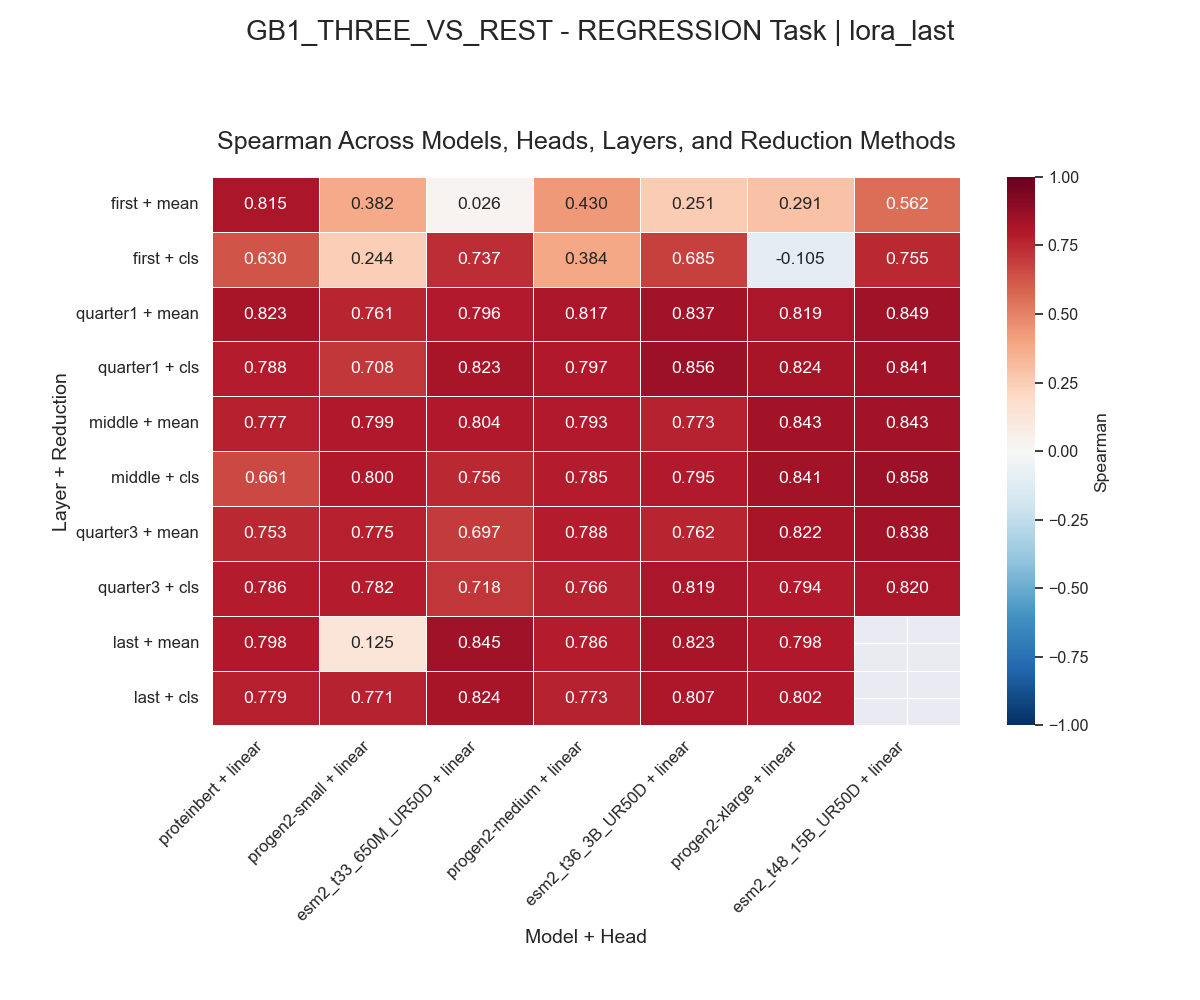 GB1_THREE_VS_REST - REGRESSION Task | lora_last
Spearman Across Models, Heads, Layers, and Reduction Methods
Layer + Reduction
first + mean 0.815 0.382 0.026 0.430 0.251 0.291 0.562
first + cls 0.630 0.244 0.737 0.384 0.685 -0.105 0.755
quarter1 + mean 0.823 0.761 0.796 0.817 0.837 0.819 0.849
quarter1 + cls 0.788 0.708 0.823 0.797 0.856 0.824 0.841
middle + mean 0.777 0.799 0.804 0.793 0.773 0.843 0.843
middle + cls 0.661 0.800 0.756 0.785 0.795 0.841 0.858
quarter3 + mean 0.753 0.775 0.697 0.788 0.762 0.822 0.838
quarter3 + cls 0.786 0.782 0.718 0.766 0.819 0.794 0.820
last + mean 0.798 0.125 0.845 0.786 0.823 0.798
last + cls 0.779 0.771 0.824 0.773 0.807 0.802
proteinbert + linear
progen2-small + linear
esm2_t33_650M_UR50D + linear
progen2-medium + linear
esm2_t36_3B_UR50D + linear
progen2-xlarge + linear
esm2_t48_15B_UR50D + linear
Model + Head
1.00
0.75
0.50
0.25
0.00
−0.25
−0.50
−0.75
−1.00
Spearman